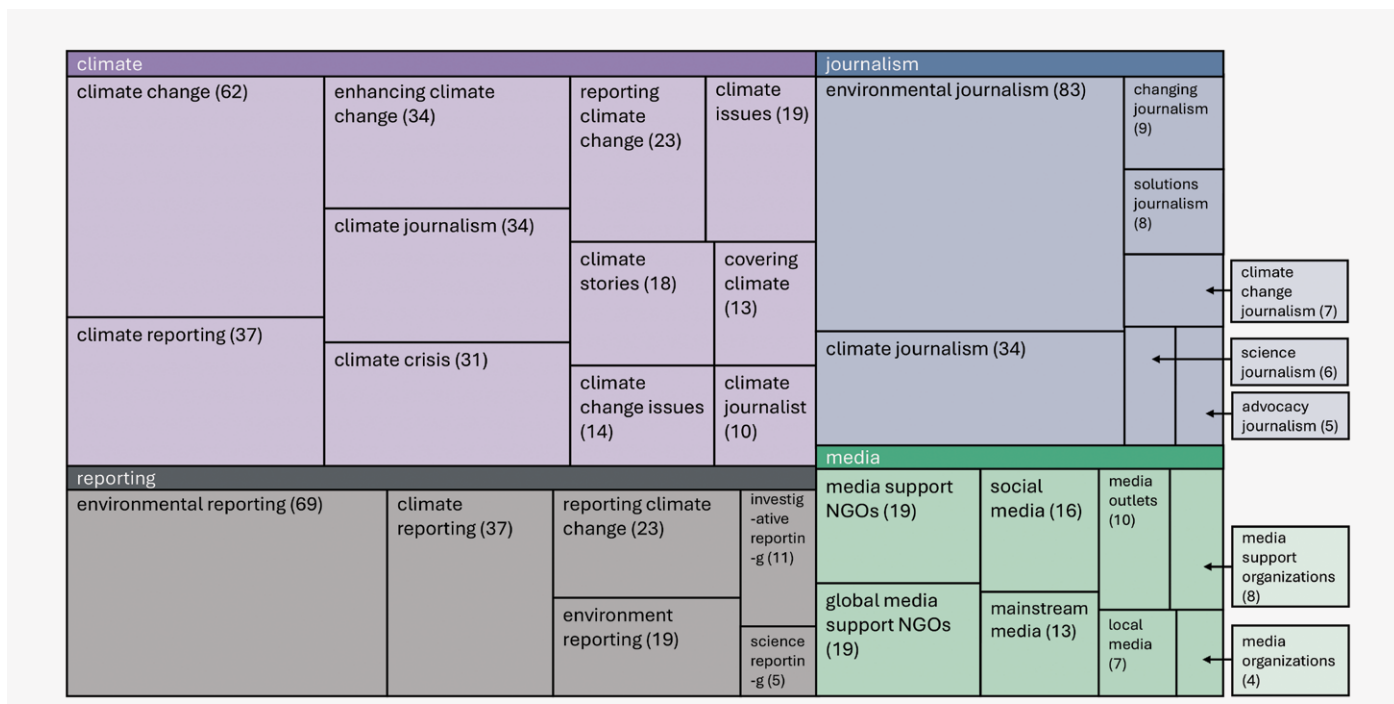 climate
climate change (62)
climate reporting (37)
enhancing climate
change (34)
climate journalism (34)
climate crisis (31)
reporting
climate
change (23)
climate
issues (19)
climate
stories (18)
covering
climate
(13)
climate
change issues
(14)
climate
journalist
(10)
journalism
environmental journalism (83)
climate journalism (34)
changing
journalism
(9)
solutions
journalism
(8)
climate
change
journalism (7)
science
journalism (6)
advocacy
journalism (5)
reporting
environmental reporting (69)
climate
reporting (37)
reporting climate
change (23)
environment
reporting (19)
investig
-ative
reportin
-g (11)
science
reportin
-g (5)
media
media support
NGOs (19)
global media
support NGOs
(19)
social
media (16)
mainstream
media (13)
media
outlets
(10)
local
media
(7)
media
support
organizations
(8)
media
organizations
(4)